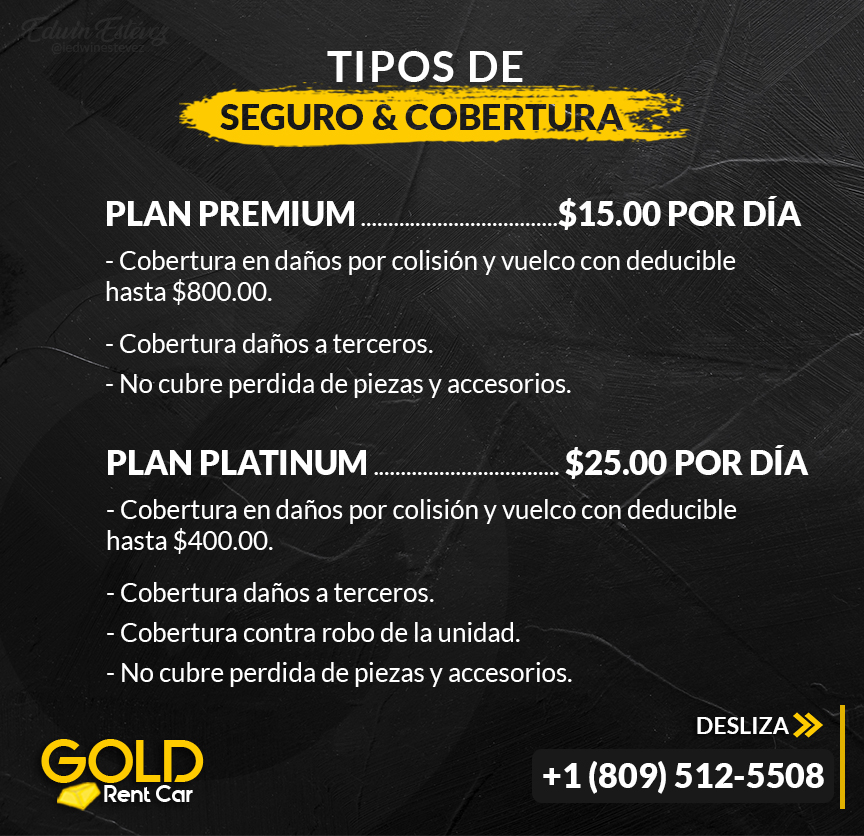 Edwin Estévez
@ledwinestevez
TIPOS DE
SEGURO & COBERTURA
PLAN PREMIUM ................................... $15.00 POR DÍA
- Cobertura en daños por colisión y vuelco con deducible
hasta $800.00.
- Cobertura daños a terceros.
- No cubre perdida de piezas y accesorios.
PLAN PLATINUM ................................... $25.00 POR DÍA
- Cobertura en daños por colisión y vuelco con deducible
hasta $400.00.
- Cobertura daños a terceros.
- Cobertura contra robo de la unidad.
- No cubre perdida de piezas y accesorios.
DESLIZA
GOLD
Rent Car
+1 (809) 512-5508